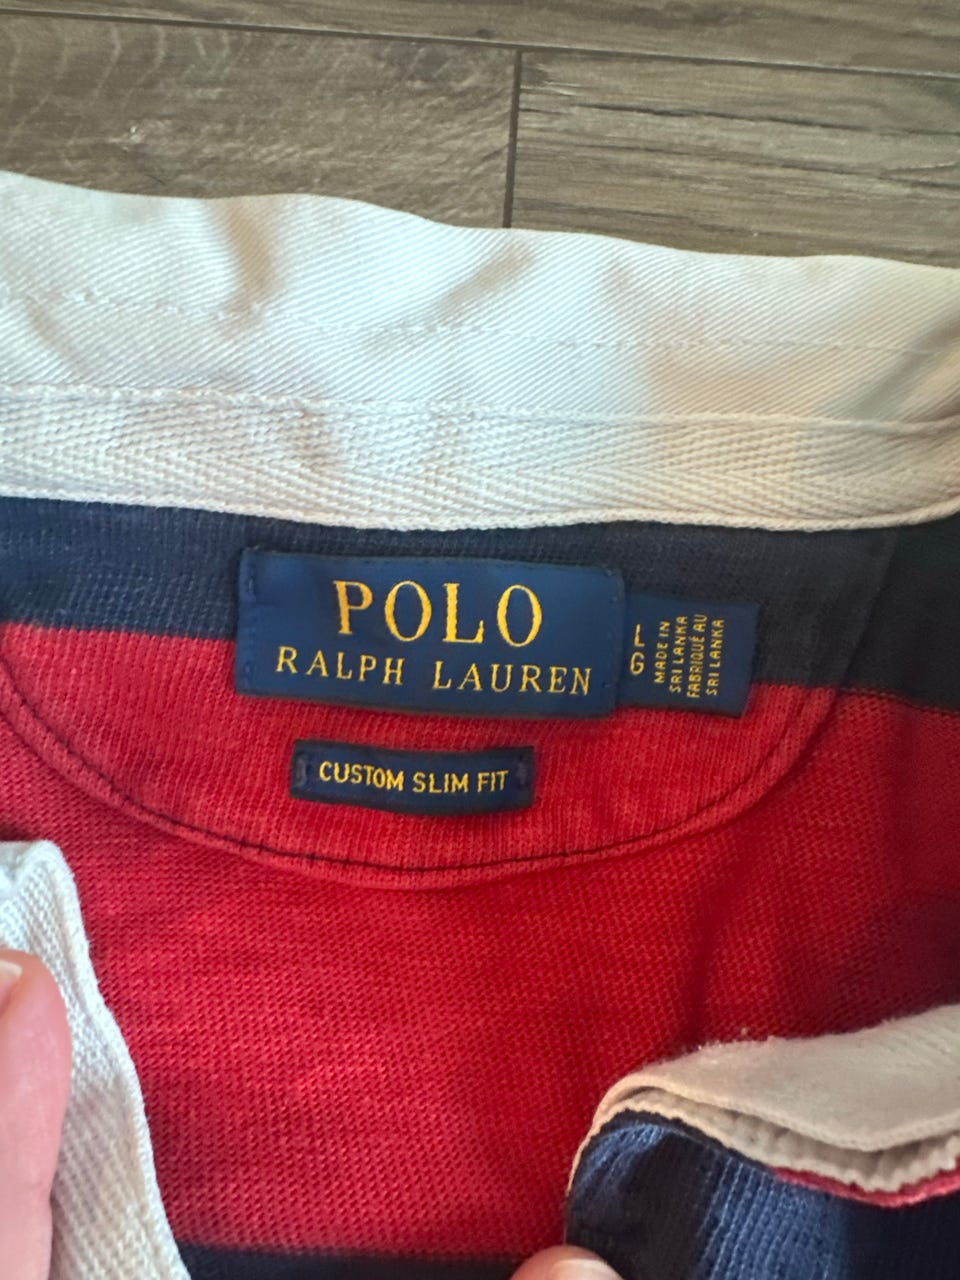 POLO
RALPH LAUREN
L
G
MADE IN
SRI LANKA
FABRIQUÉ AU
SRI LANKA
CUSTOM SLIM FIT